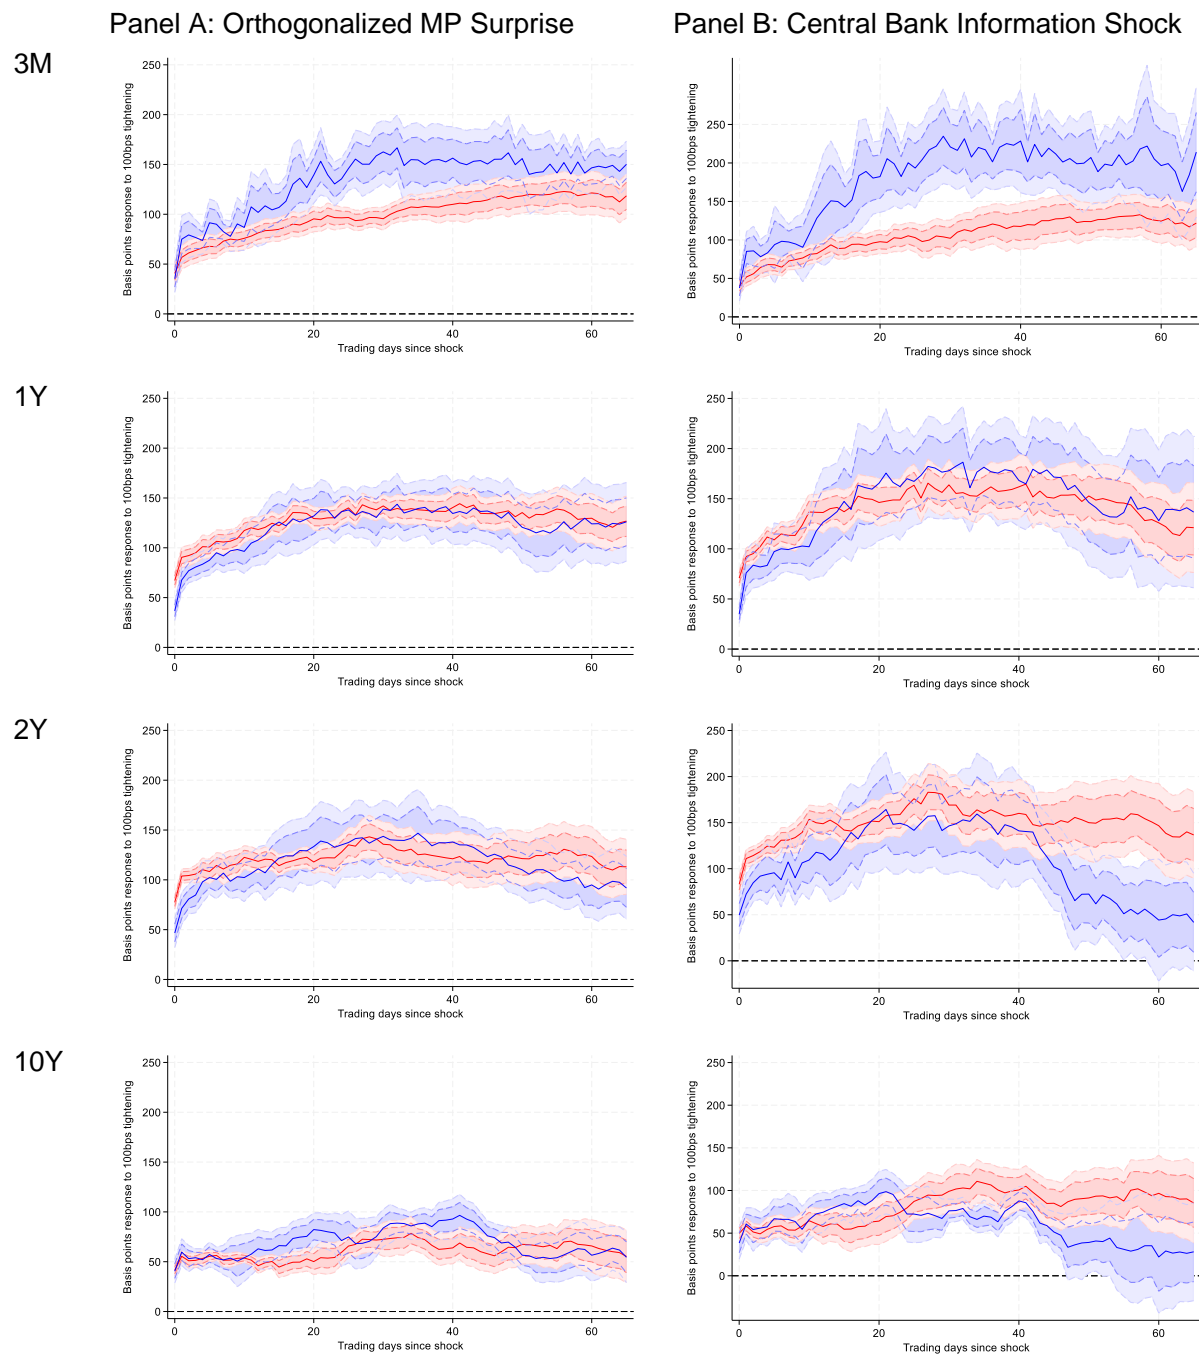 Panel A: Orthogonalized MP Surprise
Panel B: Central Bank Information Shock
3M
Basis points response to 100bps tightening
250
200
150
100
50
0
0 20 40 60
Trading days since shock
Basis points response to 100bps tightening
250
200
150
100
50
0
0 20 40 60
Trading days since shock
1Y
Basis points response to 100bps tightening
250
200
150
100
50
0
0 20 40 60
Trading days since shock
Basis points response to 100bps tightening
250
200
150
100
50
0
0 20 40 60
Trading days since shock
2Y
Basis points response to 100bps tightening
250
200
150
100
50
0
0 20 40 60
Trading days since shock
Basis points response to 100bps tightening
250
200
150
100
50
0
0 20 40 60
Trading days since shock
10Y
Basis points response to 100bps tightening
250
200
150
100
50
0
0 20 40 60
Trading days since shock
Basis points response to 100bps tightening
250
200
150
100
50
0
0 20 40 60
Trading days since shock